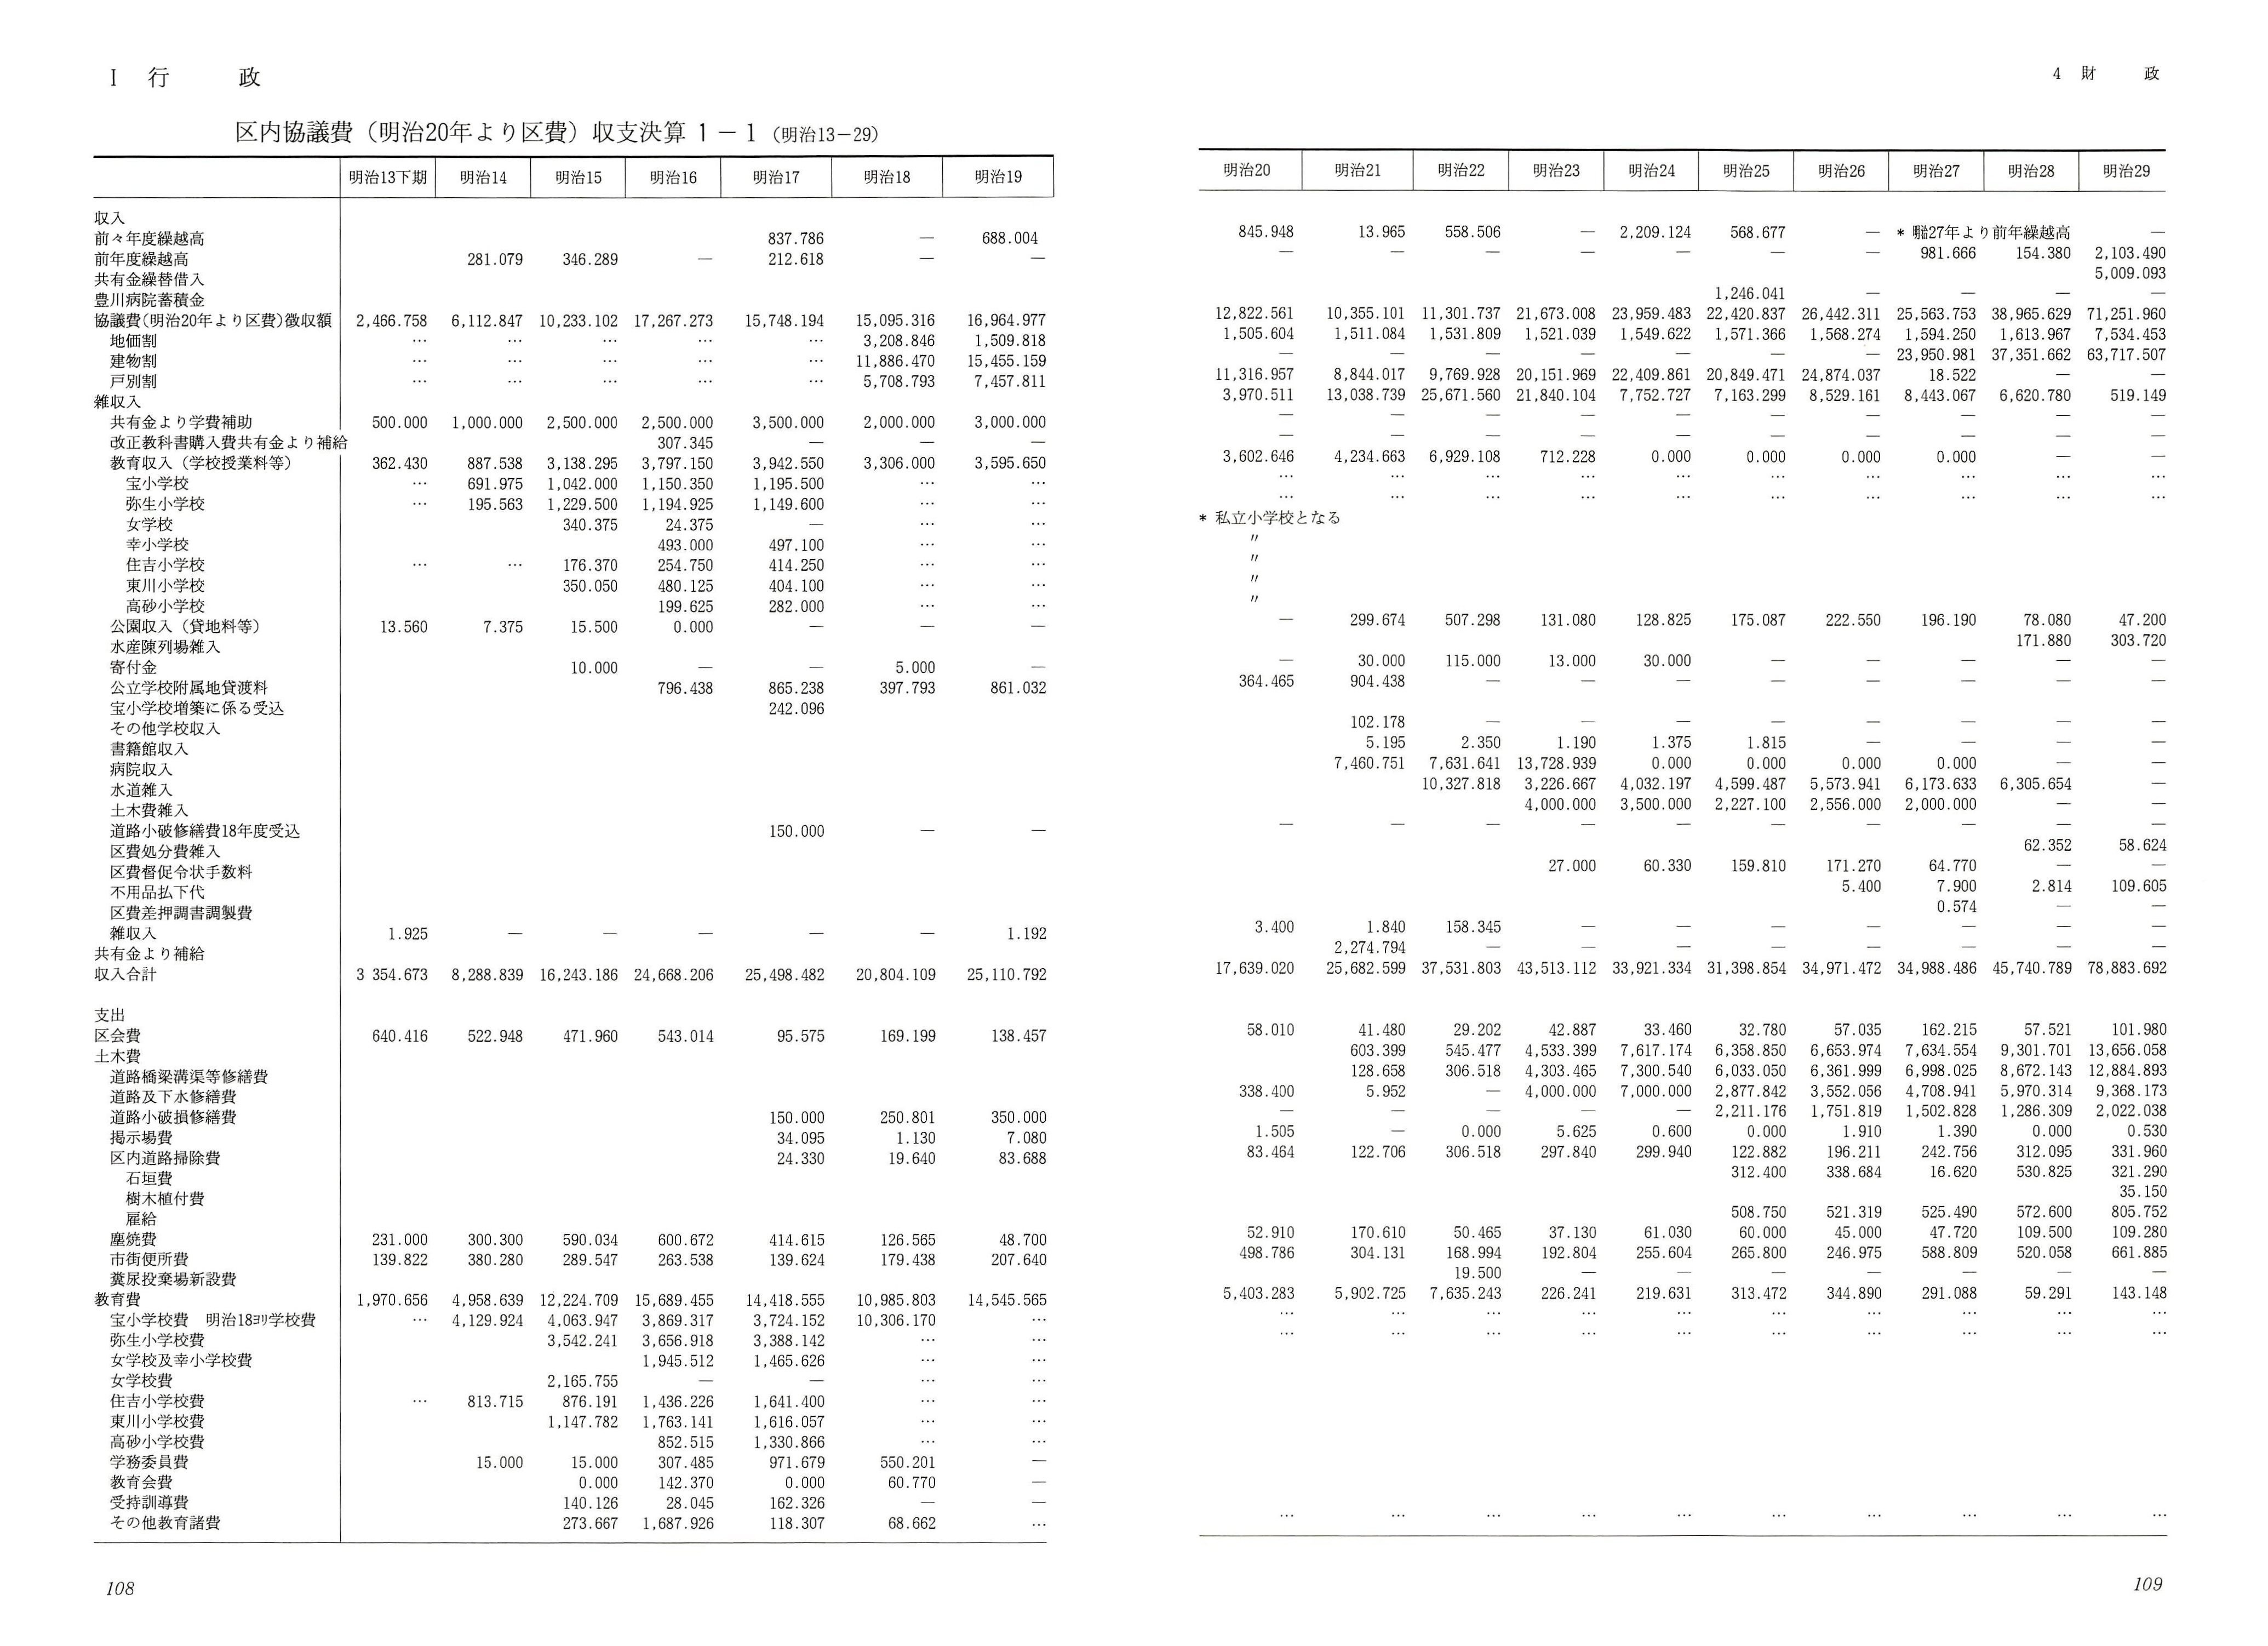 I 行 政
区内協議費（明治20年より区費）収支決算 1－1（明治13－29）
明治13下期 明治14 明治15 明治16 明治17 明治18 明治19
収入
前々年度繰越高 837.786 — 688.004
前年度繰越高 281.079 346.289 — 212.618 — —
共有金繰替借入
豊川病院蓄積金
協議費(明治20年より区費)徴収額 2,466.758 6,112.847 10,233.102 17,267.273 15,748.194 15,095.316 16,964.977
地価割 … … … … … 3,208.846 1,509.818
建物割 … … … … … 11,886.470 15,455.159
戸別割 … … … … … 5,708.793 7,457.811
雑収入
共有金より学費補助 500.000 1,000.000 2,500.000 2,500.000 3,500.000 2,000.000 3,000.000
改正教科書購入費共有金より補給 307.345 — — —
教育収入（学校授業料等） 362.430 887.538 3,138.295 3,797.150 3,942.550 3,306.000 3,595.650
宝小学校 … 691.975 1,042.000 1,150.350 1,195.500 … …
弥生小学校 … 195.563 1,229.500 1,194.925 1,149.600 … …
女学校 340.375 24.375 — … …
幸小学校 493.000 497.100 … …
住吉小学校 … … 176.370 254.750 414.250 … …
東川小学校 350.050 480.125 404.100 … …
高砂小学校 199.625 282.000 … …
公園収入（貸地料等） 13.560 7.375 15.500 0.000 — — —
水産陳列場雑入
寄付金 10.000 — — 5.000 —
公立学校附属地貸渡料 796.438 865.238 397.793 861.032
宝小学校増築に係る受込 242.096
その他学校収入
書籍館収入
病院収入
水道雑入
土木費雑入
道路小破修繕費18年度受込 150.000 — —
区費処分費雑入
区費督促令状手数料
不用品払下代
区費差押調書調製費
雑収入 1.925 — — — — — 1.192
共有金より補給
収入合計 3 354.673 8,288.839 16,243.186 24,668.206 25,498.482 20,804.109 25,110.792
支出
区会費 640.416 522.948 471.960 543.014 95.575 169.199 138.457
土木費
道路橋梁溝渠等修繕費
道路及下水修繕費
道路小破損修繕費 150.000 250.801 350.000
掲示場費 34.095 1.130 7.080
区内道路掃除費 24.330 19.640 83.688
石垣費
樹木植付費
雇給
塵焼費 231.000 300.300 590.034 600.672 414.615 126.565 48.700
市街便所費 139.822 380.280 289.547 263.538 139.624 179.438 207.640
糞尿投棄場新設費
教育費 1,970.656 4,958.639 12,224.709 15,689.455 14,418.555 10,985.803 14,545.565
宝小学校費 明治18ヨリ学校費 … 4,129.924 4,063.947 3,869.317 3,724.152 10,306.170 …
弥生小学校費 3,542.241 3,656.918 3,388.142 … …
女学校及幸小学校費 1,945.512 1,465.626 … …
女学校費 2,165.755 — — … …
住吉小学校費 … 813.715 876.191 1,436.226 1,641.400 … …
東川小学校費 1,147.782 1,763.141 1,616.057 … …
高砂小学校費 852.515 1,330.866 … …
学務委員費 15.000 15.000 307.485 971.679 550.201 —
教育会費 0.000 142.370 0.000 60.770 —
受持訓導費 140.126 28.045 162.326 — —
その他教育諸費 273.667 1,687.926 118.307 68.662 …
108
4 財 政
明治20 明治21 明治22 明治23 明治24 明治25 明治26 明治27 明治28 明治29
845.948 13.965 558.506 — 2,209.124 568.677 — * 27年より前年繰越高 —
— — — — — — — 981.666 154.380 2,103.490
5,009.093
1,246.041 — — — —
12,822.561 10,355.101 11,301.737 21,673.008 23,959.483 22,420.837 26,442.311 25,563.753 38,965.629 71,251.960
1,505.604 1,511.084 1,531.809 1,521.039 1,549.622 1,571.366 1,568.274 1,594.250 1,613.967 7,534.453
— — — — — — — 23,950.981 37,351.662 63,717.507
11,316.957 8,844.017 9,769.928 20,151.969 22,409.861 20,849.471 24,874.037 18.522 — —
3,970.511 13,038.739 25,671.560 21,840.104 7,752.727 7,163.299 8,529.161 8,443.067 6,620.780 519.149
— — — — — — — — — —
— — — — — — — — — —
3,602.646 4,234.663 6,929.108 712.228 0.000 0.000 0.000 0.000 — —
… … … … … … … … … …
… … … … … … … … … …
* 私立小学校となる
〃
〃
〃
〃
— 299.674 507.298 131.080 128.825 175.087 222.550 196.190 78.080 47.200
171.880 303.720
— 30.000 115.000 13.000 30.000 — — — — —
364.465 904.438 — — — — — — — —
102.178 — — — — — — — —
5.195 2.350 1.190 1.375 1.815 — — — —
7,460.751 7,631.641 13,728.939 0.000 0.000 0.000 0.000 — —
10,327.818 3,226.667 4,032.197 4,599.487 5,573.941 6,173.633 6,305.654 —
4,000.000 3,500.000 2,227.100 2,556.000 2,000.000 — —
— — — — — — — — — —
62.352 58.624
27.000 60.330 159.810 171.270 64.770 — —
5.400 7.900 2.814 109.605
0.574 — —
3.400 1.840 158.345 — — — — — — —
2,274.794 — — — — — — — —
17,639.020 25,682.599 37,531.803 43,513.112 33,921.334 31,398.854 34,971.472 34,988.486 45,740.789 78,883.692
58.010 41.480 29.202 42.887 33.460 32.780 57.035 162.215 57.521 101.980
603.399 545.477 4,533.399 7,617.174 6,358.850 6,653.974 7,634.554 9,301.701 13,656.058
128.658 306.518 4,303.465 7,300.540 6,033.050 6,361.999 6,998.025 8,672.143 12,884.893
338.400 5.952 — 4,000.000 7,000.000 2,877.842 3,552.056 4,708.941 5,970.314 9,368.173
— — — — — 2,211.176 1,751.819 1,502.828 1,286.309 2,022.038
1.505 — 0.000 5.625 0.600 0.000 1.910 1.390 0.000 0.530
83.464 122.706 306.518 297.840 299.940 122.882 196.211 242.756 312.095 331.960
312.400 338.684 16.620 530.825 321.290
35.150
508.750 521.319 525.490 572.600 805.752
52.910 170.610 50.465 37.130 61.030 60.000 45.000 47.720 109.500 109.280
498.786 304.131 168.994 192.804 255.604 265.800 246.975 588.809 520.058 661.885
19.500 — — — — — — —
5,403.283 5,902.725 7,635.243 226.241 219.631 313.472 344.890 291.088 59.291 143.148
… … … … … … … … … …
… … … … … … … … … …
… … … … … … … … … …
109